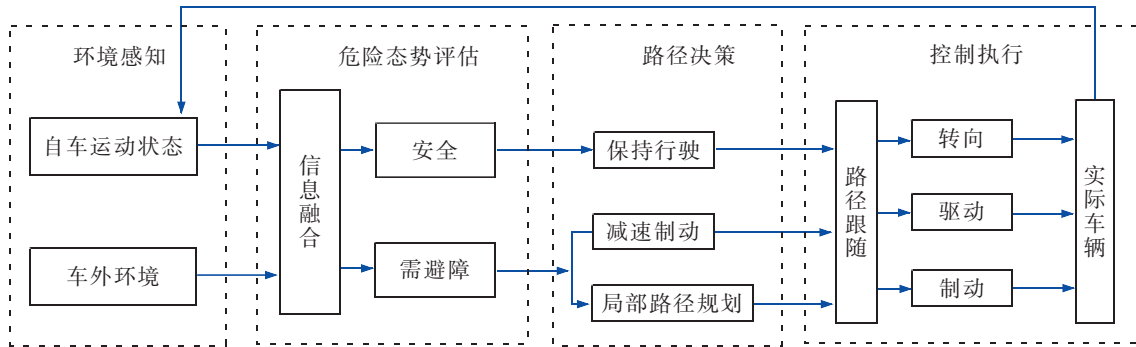 环境感知
危险态势评估
路径决策
控制执行
自车运动状态
车外环境
信息融合
安全
需避障
保持行驶
减速制动
局部路径规划
路径跟随
转向
驱动
制动
实际车辆